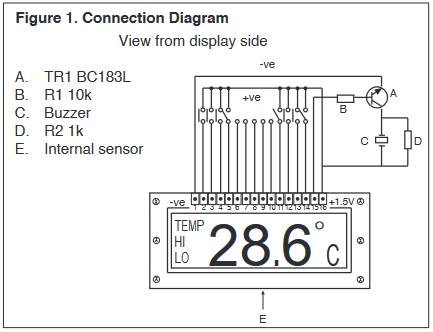 Figure 1. Connection Diagram
View from display side
A. TR1 BC183L
B. R1 10k
C. Buzzer
D. R2 1k
E. Internal sensor
-ve
+ve
A
B
C
D
-ve
+1.5V
1 2 3 4 5 6 7 8 9 10 11 12 13 14 15 16
TEMP
HI
LO
28.6°C
E